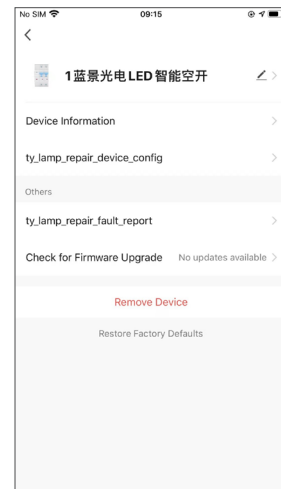 No SIM 09:15
1蓝景光电LED智能空开
Device Information
ty_lamp_repair_device_config
Others
ty_lamp_repair_fault_report
Check for Firmware Upgrade No updates available
Remove Device
Restore Factory Defaults